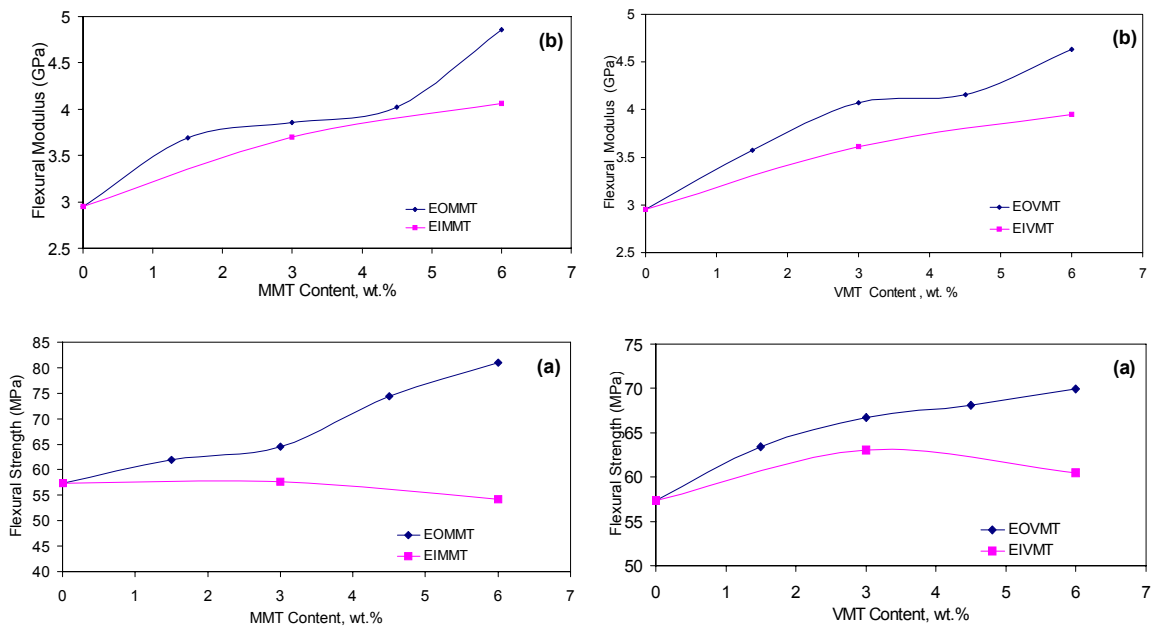 (b)
Flexural Modulus (GPa)
5
4.5
4
3.5
3
2.5
0 1 2 3 4 5 6 7
MMT Content, wt.%
EOMMT
EIMMT
(b)
Flexural Modulus (GPa)
5
4.5
4
3.5
3
2.5
0 1 2 3 4 5 6 7
VMT Content , wt. %
EOVMT
EIVMT
(a)
Flexural Strength (MPa)
85
80
75
70
65
60
55
50
45
40
0 1 2 3 4 5 6 7
MMT Content, wt.%
EOMMT
EIMMT
(a)
Flexural Strength (MPa)
75
70
65
60
55
50
0 1 2 3 4 5 6 7
VMT Content, wt.%
EOVMT
EIVMT